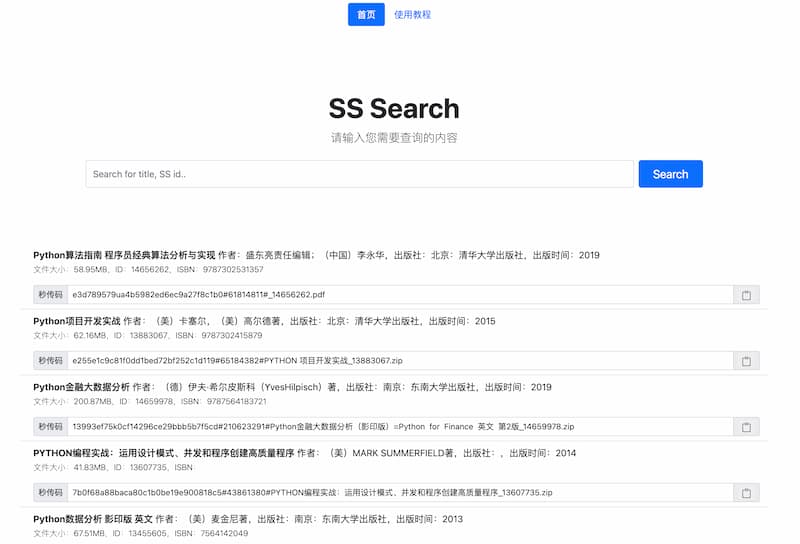 首页 使用教程
SS Search
请输入您需要查询的内容
Search for title, SS id.. Search
Python算法指南 程序员经典算法分析与实现 作者：盛东亮责任编辑；（中国）李永华，出版社：北京：清华大学出版社，出版时间：2019
文件大小：58.95MB，ID：14656262，ISBN：9787302531357
秒传码 e3d789579ua4b5982ed6ec9a27f8c1b0#61814811#_14656262.pdf
Python项目开发实战 作者：（美）卡塞尔，（美）高尔德著，出版社：北京：清华大学出版社，出版时间：2015
文件大小：62.16MB，ID：13883067，ISBN：9787302415879
秒传码 e255e1c9c81f0dd1bed72bf252c1d119#65184382#PYTHON 项目开发实战_13883067.zip
Python金融大数据分析 作者：（德）伊夫·希尔皮斯科（YvesHilpisch）著，出版社：南京：东南大学出版社，出版时间：2019
文件大小：200.87MB，ID：14659978，ISBN：9787564183721
秒传码 13993ef75k0cf14296ce29bbb5b7f5cd#210623291#Python金融大数据分析（影印版）=Python for Finance 英文 第2版_14659978.zip
PYTHON编程实战：运用设计模式、并发和程序创建高质量程序 作者：（美）MARK SUMMERFIELD著，出版社：，出版时间：2014
文件大小：41.83MB，ID：13607735，ISBN
秒传码 7b0f68a88baca80c1b0be19e900818c5#43861380#PYTHON编程实战：运用设计模式、并发和程序创建高质量程序_13607735.zip
Python数据分析 影印版 英文 作者：（美）麦金尼著，出版社：南京：东南大学出版社，出版时间：2013
文件大小：67.51MB，ID：13455605，ISBN：7564142049